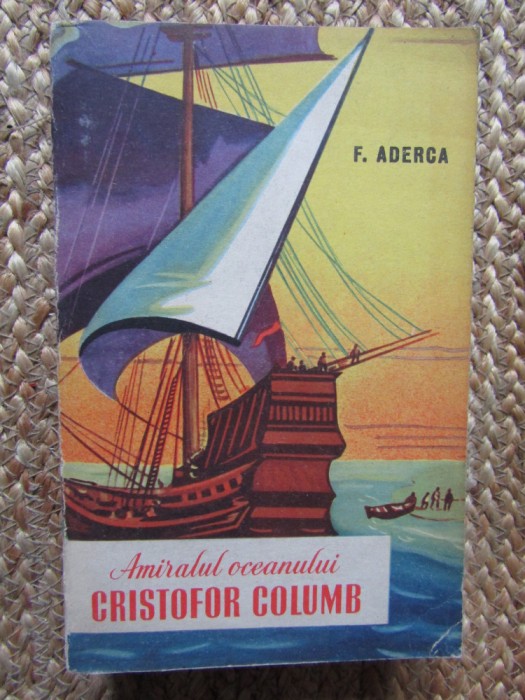 F. ADERCA
Amiralul oceanului
CRISTOFOR COLUMB